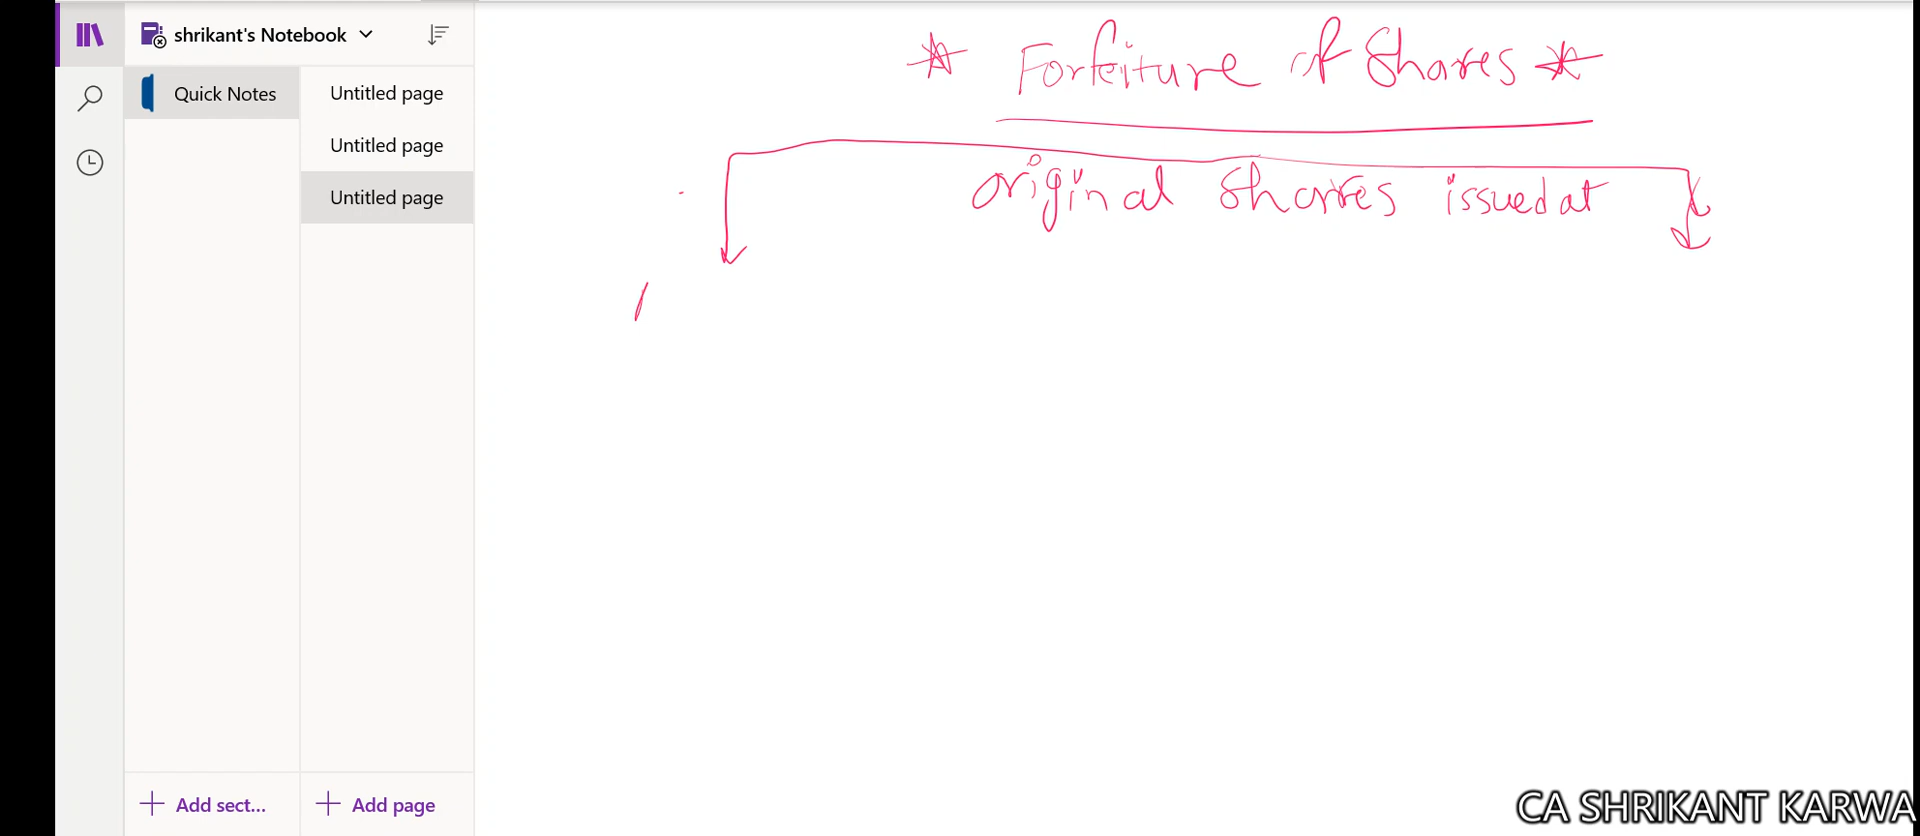 shrikant's Notebook
Quick Notes
Untitled page
Untitled page
Untitled page
* Forfeiture of Shares *
original Shares issued at
Add sect...
Add page
CA SHRIKANT KARWA